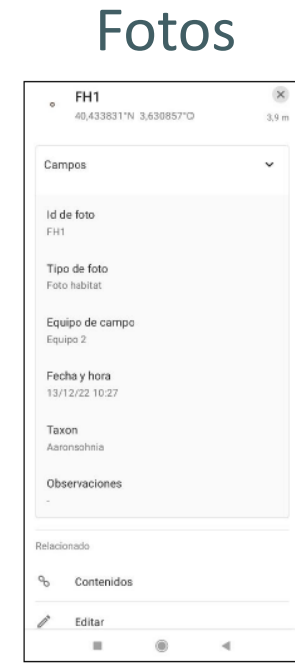 Fotos
FH1
40,433831°N 3,630857°O
3,9 m
Campos
Id de foto
FH1
Tipo de foto
Foto habitat
Equipo de campo
Equipo 2
Fecha y hora
13/12/22 10:27
Taxon
Aaronsohnia
Observaciones
-
Relacionado
Contenidos
Editar